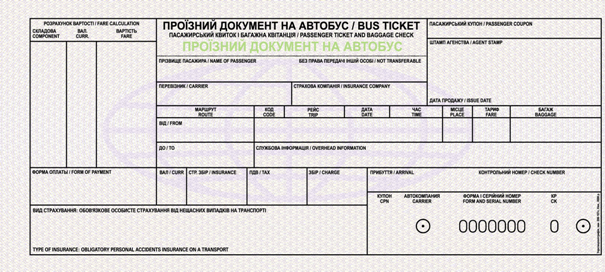 РОЗРАХУНОК ВАРТОСТІ / FARE CALCULATION
СКЛАДОВА COMPONENT
ВАЛ. CURR.
ВАРТІСТЬ FARE
ПРОЇЗНИЙ ДОКУМЕНТ НА АВТОБУС / BUS TICKET
ПАСАЖИРСЬКИЙ КВИТОК І БАГАЖНА КВІТАНЦІЯ / PASSENGER TICKET AND BAGGAGE CHECK
ПРОЇЗНИЙ ДОКУМЕНТ НА АВТОБУС
ПАСАЖИРСЬКИЙ КУПОН / PASSENGER COUPON
ШТАМП АГЕНСТВА / AGENT STAMP
ПРІЗВИЩЕ ПАСАЖИРА / NAME OF PASSENGER
БЕЗ ПРАВА ПЕРЕДАЧІ ІНШІЙ ОСОБІ / NOT TRANSFERABLE
ПЕРЕВІЗНИК / CARRIER
СТРАХОВА КОМПАНІЯ / INSURANCE COMPANY
ДАТА ПРОДАЖУ / ISSUE DATE
МАРШРУТ ROUTE
КОД CODE
РЕЙС TRIP
ДАТА DATE
ЧАС TIME
МІСЦЕ PLACE
ТАРИФ FARE
БАГАЖ BAGGAGE
ВІД / FROM
ДО / TO
СЛУЖБОВА ІНФОРМАЦІЯ / OVERHEAD INFORMATION
ФОРМА ОПЛАТЫ / FORM OF PAYMENT
ВАЛ / CURR
СТР. ЗБІР / INSURANCE
ПДВ / TAX
ЗБІР / CHARGE
ПРИБУТТЯ / ARRIVAL
КОНТРОЛЬНИЙ НОМЕР / CHECK NUMBER
КУПОН CPN
АВТОКОМПАНИЯ CARRIER
ФОРМА І СЕРІЙНИЙ НОМЕР FORM AND SERIAL NUMBER
КР CK
0000000
0
ВИД СТРАХУВАННЯ: ОБОВ'ЯЗКОВЕ ОСОБИСТЕ СТРАХУВАННЯ ВІД НЕЩАСНИХ ВИПАДКІВ НА ТРАНСПОРТІ
TYPE OF INSURANCE: OBLIGATORY PERSONAL ACCIDENTS INSURANCE ON A TRANSPORT